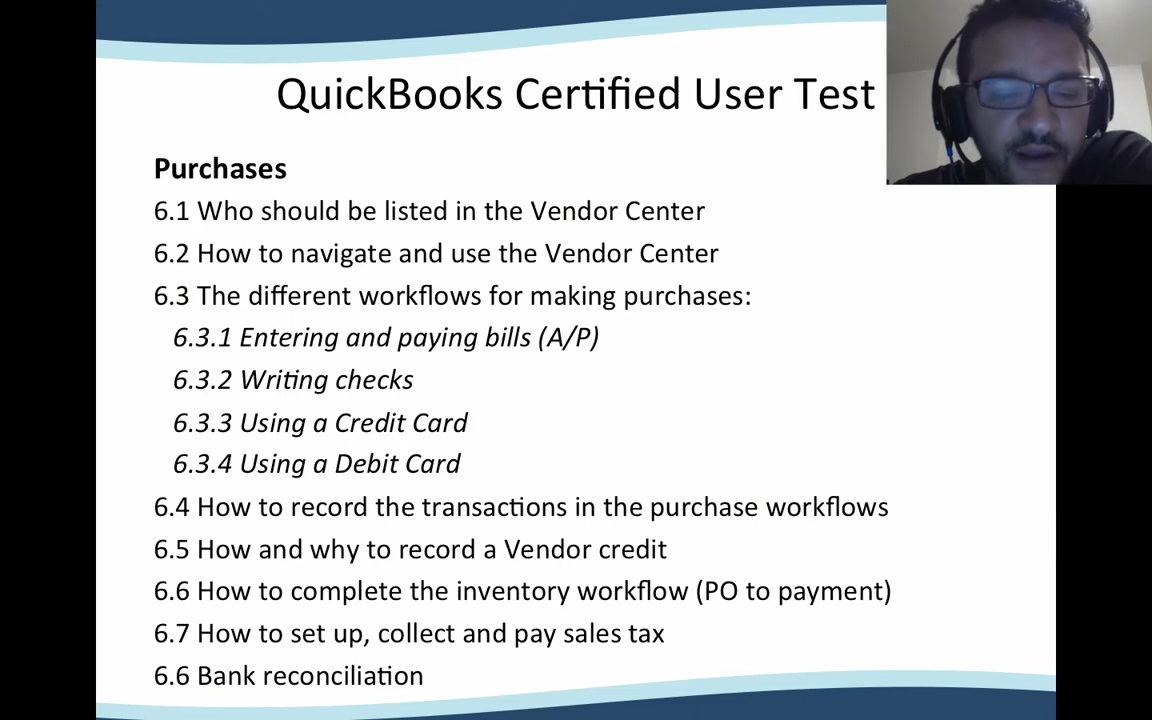 QuickBooks Certified User Test
Purchases
6.1 Who should be listed in the Vendor Center
6.2 How to navigate and use the Vendor Center
6.3 The different workflows for making purchases:
6.3.1 Entering and paying bills (A/P)
6.3.2 Writing checks
6.3.3 Using a Credit Card
6.3.4 Using a Debit Card
6.4 How to record the transactions in the purchase workflows
6.5 How and why to record a Vendor credit
6.6 How to complete the inventory workflow (PO to payment)
6.7 How to set up, collect and pay sales tax
6.6 Bank reconciliation